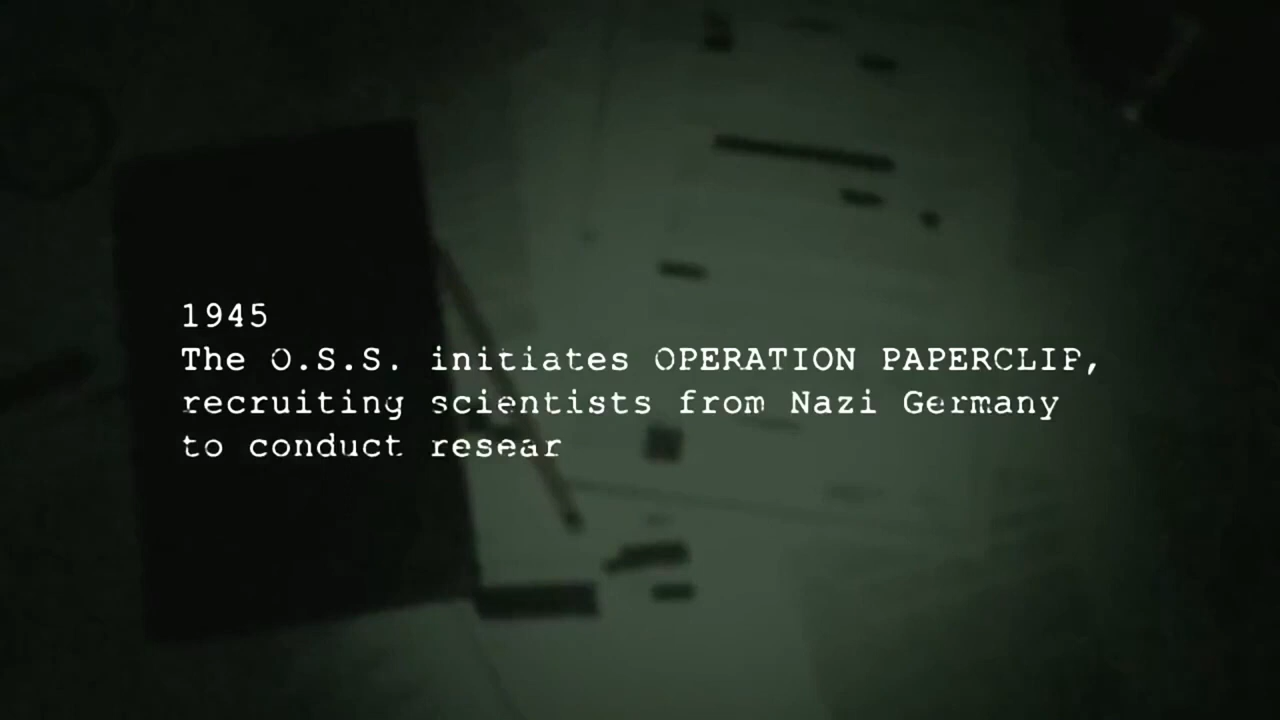 1945
The O.S.S. initiates OPERATION PAPERCLIP,
recruiting scientists from Nazi Germany
to conduct resear